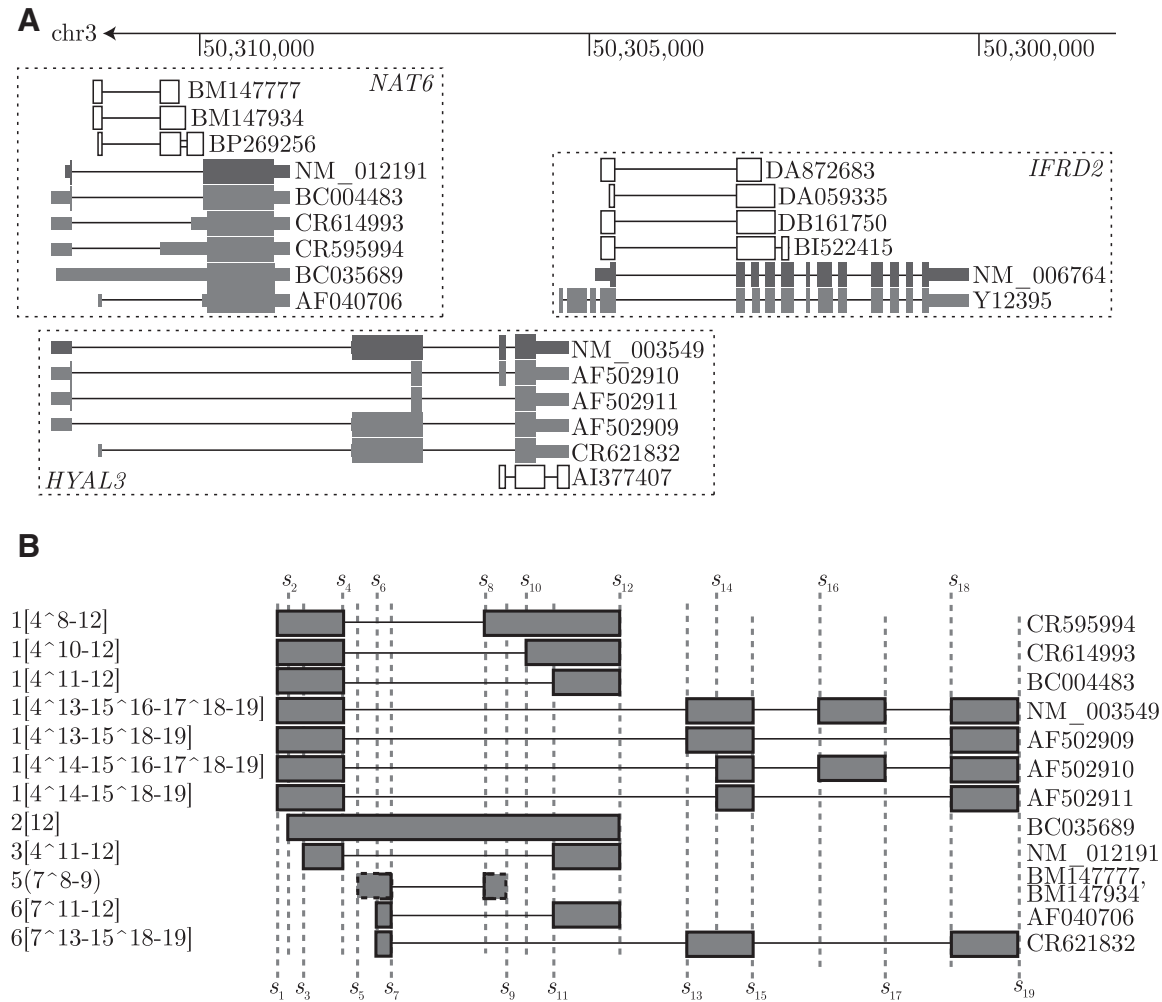 A
chr3
50,310,000
50,305,000
50,300,000
NAT6
BM147777
BM147934
BP269256
NM_012191
BC004483
CR614993
CR595994
BC035689
AF040706
IFRD2
DA872683
DA059335
DB161750
BI522415
NM_006764
Y12395
NM_003549
AF502910
AF502911
AF502909
CR621832
AI377407
HYAL3
B
s2 s4 s6 s8 s10 s12 s14 s16 s18
1[4^8-12] CR595994
1[4^10-12] CR614993
1[4^11-12] BC004483
1[4^13-15^16-17^18-19] NM_003549
1[4^13-15^18-19] AF502909
1[4^14-15^16-17^18-19] AF502910
1[4^14-15^18-19] AF502911
2[12] BC035689
3[4^11-12] NM_012191
5(7^8-9) BM147777,
BM147934
6[7^11-12] AF040706
6[7^13-15^18-19] CR621832
s1 s3 s5 s7 s9 s11 s13 s15 s17 s19